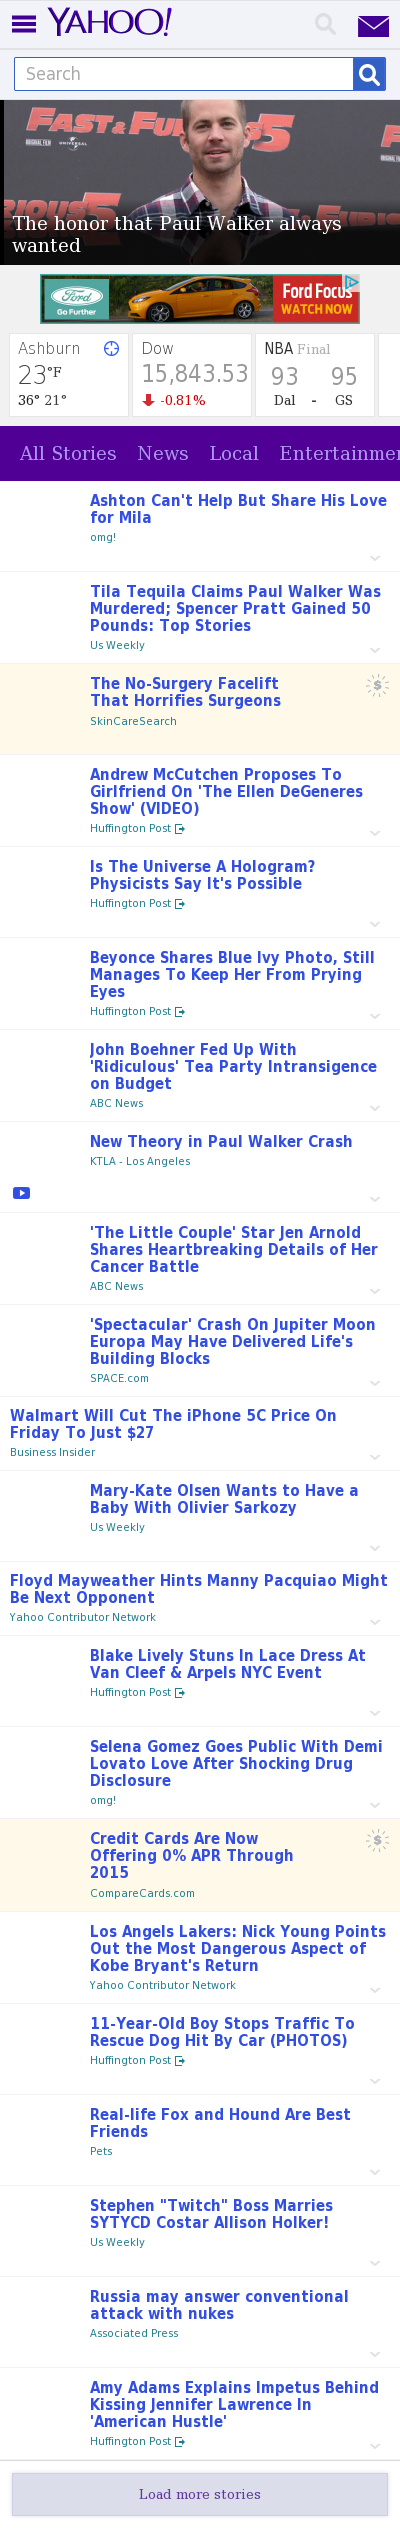 YAHOO!
Search
FAST & FURIOUS 5
UNIVERSAL
The honor that Paul Walker always
wanted
Ford
Go Further
Ford Focus
WATCH NOW
Ashburn
23°F
36° 21°
Dow
15,843.53
-0.81%
NBA Final
93 95
Dal - GS
All Stories News Local Entertainmen
Ashton Can't Help But Share His Love
for Mila
omg!
Tila Tequila Claims Paul Walker Was
Murdered; Spencer Pratt Gained 50
Pounds: Top Stories
Us Weekly
The No-Surgery Facelift
That Horrifies Surgeons
SkinCareSearch
Andrew McCutchen Proposes To
Girlfriend On 'The Ellen DeGeneres
Show' (VIDEO)
Huffington Post
Is The Universe A Hologram?
Physicists Say It's Possible
Huffington Post
Beyonce Shares Blue Ivy Photo, Still
Manages To Keep Her From Prying
Eyes
Huffington Post
John Boehner Fed Up With
'Ridiculous' Tea Party Intransigence
on Budget
ABC News
New Theory in Paul Walker Crash
KTLA - Los Angeles
'The Little Couple' Star Jen Arnold
Shares Heartbreaking Details of Her
Cancer Battle
ABC News
'Spectacular' Crash On Jupiter Moon
Europa May Have Delivered Life's
Building Blocks
SPACE.com
Walmart Will Cut The iPhone 5C Price On
Friday To Just $27
Business Insider
Mary-Kate Olsen Wants to Have a
Baby With Olivier Sarkozy
Us Weekly
Floyd Mayweather Hints Manny Pacquiao Might
Be Next Opponent
Yahoo Contributor Network
Blake Lively Stuns In Lace Dress At
Van Cleef & Arpels NYC Event
Huffington Post
Selena Gomez Goes Public With Demi
Lovato Love After Shocking Drug
Disclosure
omg!
Credit Cards Are Now
Offering 0% APR Through
2015
CompareCards.com
Los Angels Lakers: Nick Young Points
Out the Most Dangerous Aspect of
Kobe Bryant's Return
Yahoo Contributor Network
11-Year-Old Boy Stops Traffic To
Rescue Dog Hit By Car (PHOTOS)
Huffington Post
Real-life Fox and Hound Are Best
Friends
Pets
Stephen "Twitch" Boss Marries
SYTYCD Costar Allison Holker!
Us Weekly
Russia may answer conventional
attack with nukes
Associated Press
Amy Adams Explains Impetus Behind
Kissing Jennifer Lawrence In
'American Hustle'
Huffington Post
Load more stories